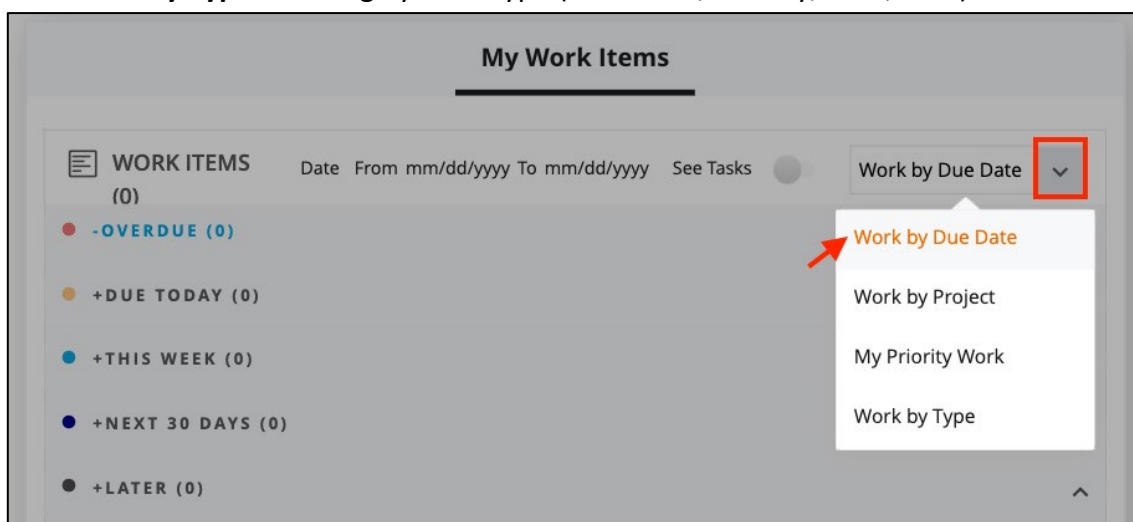 My Work Items
WORK ITEMS
(0)
Date From mm/dd/yyyy To mm/dd/yyyy See Tasks
Work by Due Date
-OVERDUE (0)
+DUE TODAY (0)
+THIS WEEK (0)
+NEXT 30 DAYS (0)
+LATER (0)
Work by Due Date
Work by Project
My Priority Work
Work by Type